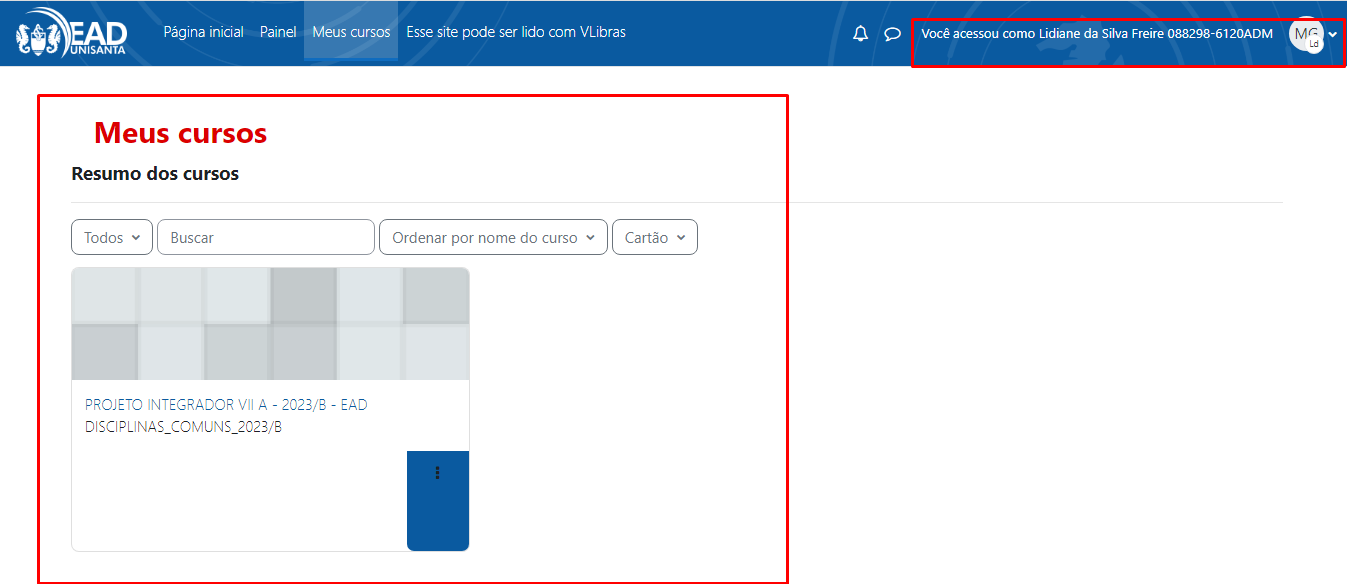 EAD
UNISANTA
Página inicial
Painel
Meus cursos
Esse site pode ser lido com VLibras
Você acessou como Lidiane da Silva Freire 088298-6120ADM
MG
Ld
Meus cursos
Resumo dos cursos
Todos
Buscar
Ordenar por nome do curso
Cartão
PROJETO INTEGRADOR VII A - 2023/B - EAD
DISCIPLINAS_COMUNS_2023/B